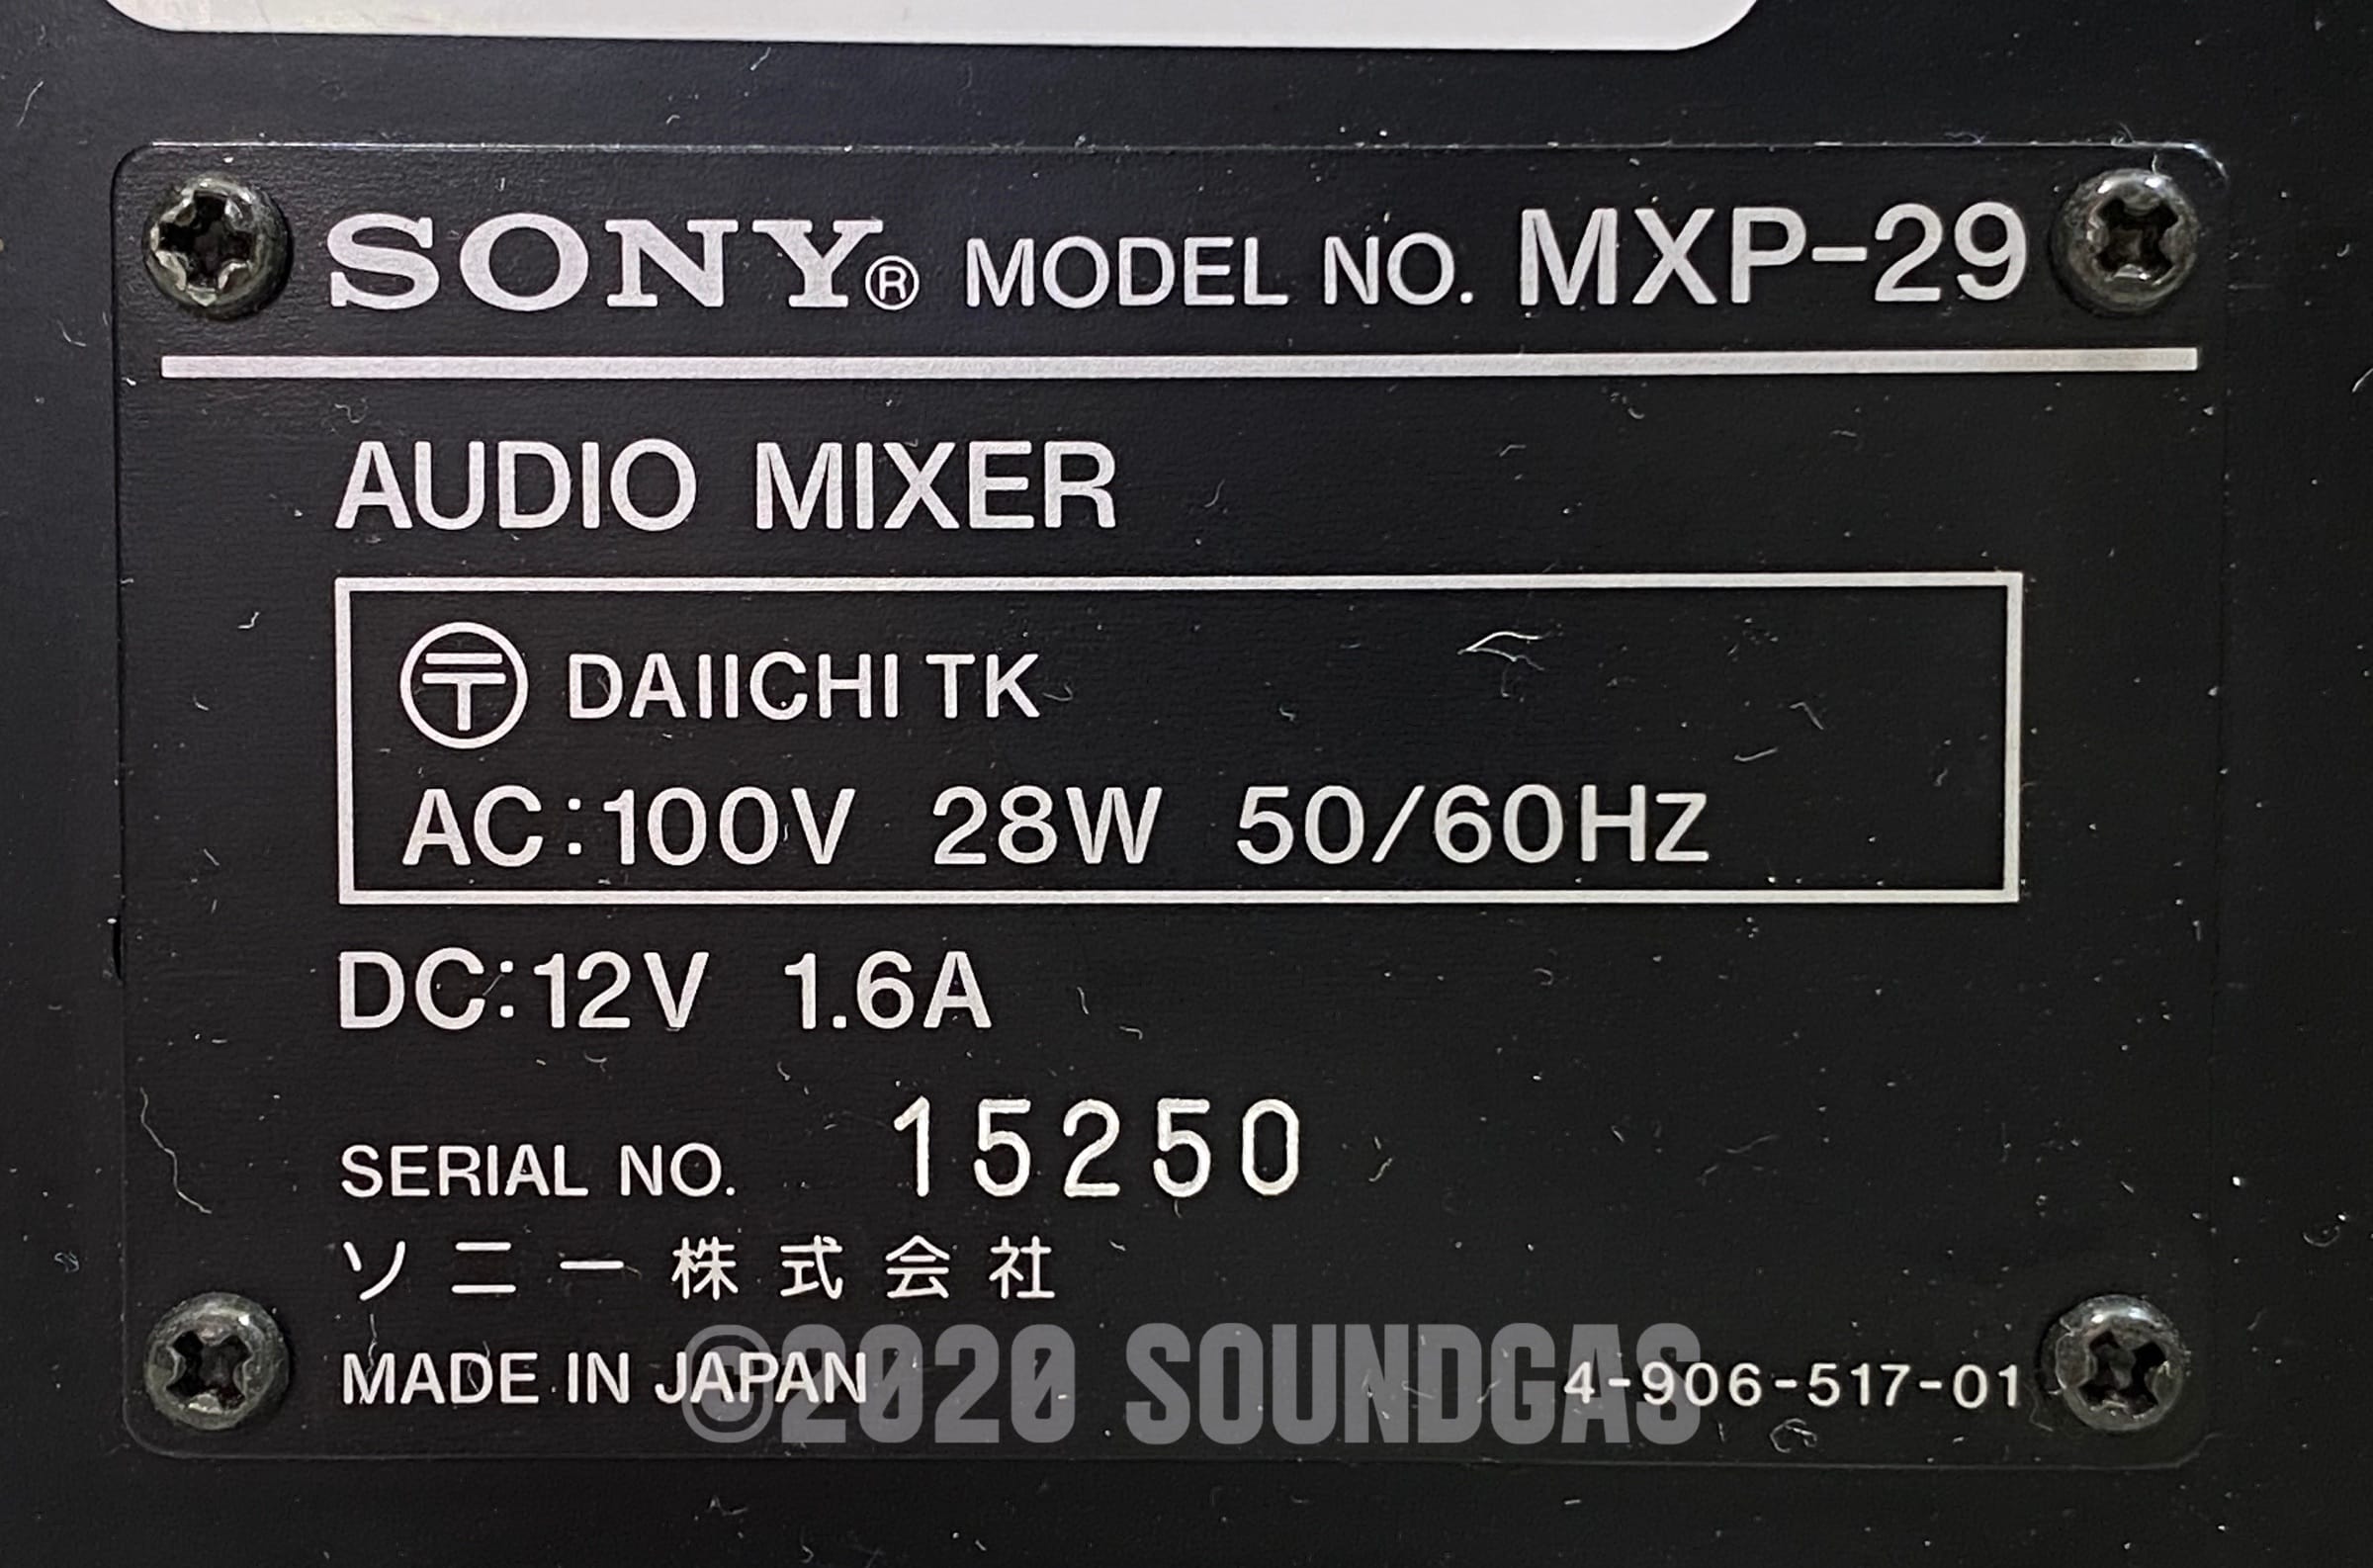 SONY® MODEL NO. MXP-29
AUDIO MIXER
〶 DAIICHI TK
AC:100V 28W 50/60Hz
DC:12V 1.6A
SERIAL NO. 15250
ソニー株式会社
MADE IN JAPAN 4-906-517-01
©2020 SOUNDGAS